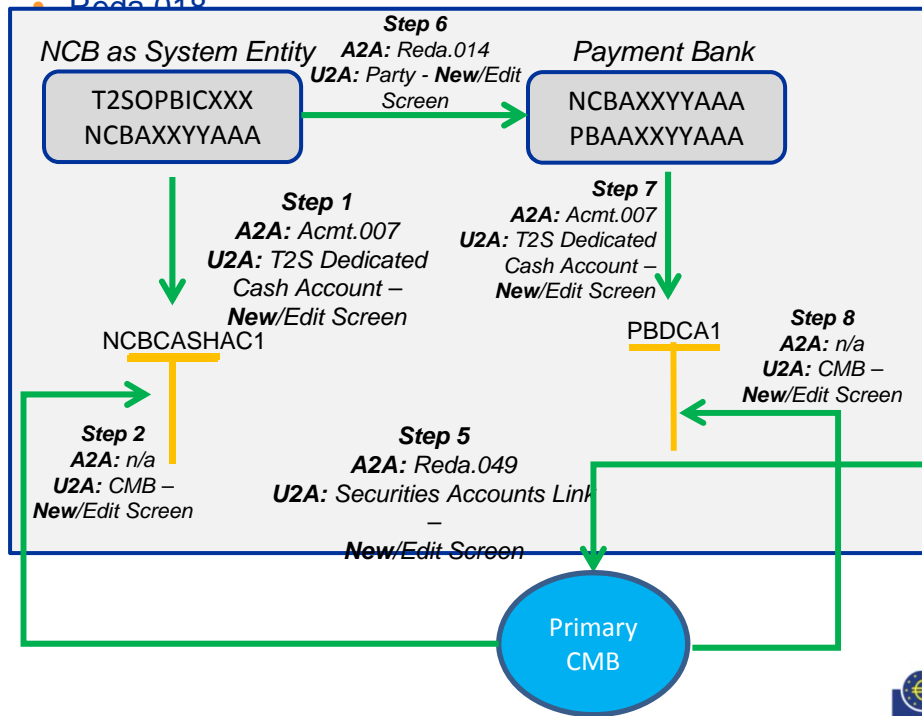 Reda.018
Step 6
A2A: Reda.014
U2A: Party - New/Edit
Screen
NCB as System Entity
Payment Bank
T2SOPBICXXX
NCBAXXYYAAA
NCBAXXYYAAA
PBAAXXYYAAA
Step 1
A2A: Acmt.007
U2A: T2S Dedicated
Cash Account –
New/Edit Screen
Step 7
A2A: Acmt.007
U2A: T2S Dedicated
Cash Account –
New/Edit Screen
NCBCASHAC1
PBDCA1
Step 8
A2A: n/a
U2A: CMB –
New/Edit Screen
Step 2
A2A: n/a
U2A: CMB –
New/Edit Screen
Step 5
A2A: Reda.049
U2A: Securities Accounts Link
–
New/Edit Screen
Primary
CMB